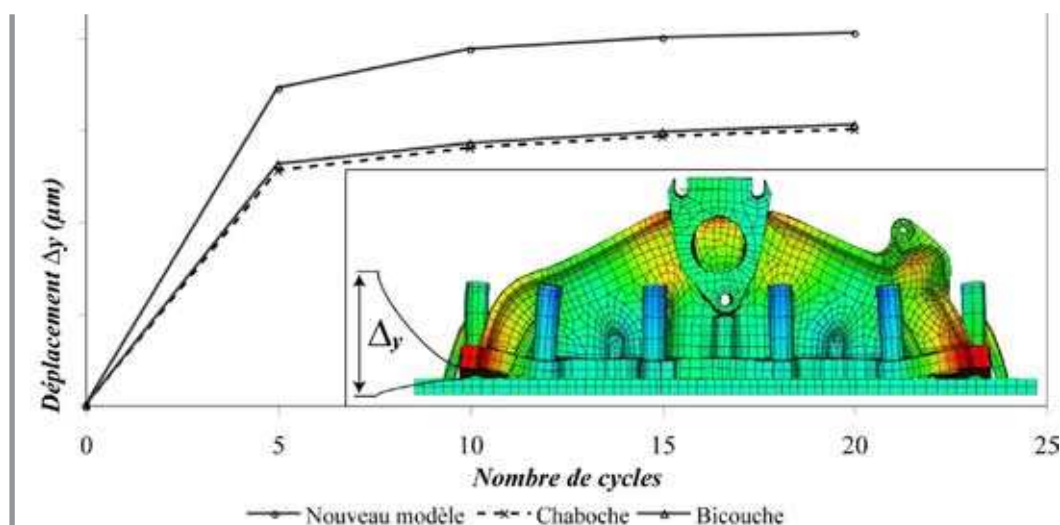 Déplacement Δy (µm)
Δy
0
5
10
15
20
25
Nombre de cycles
Nouveau modèle
Chaboche
Bicouche